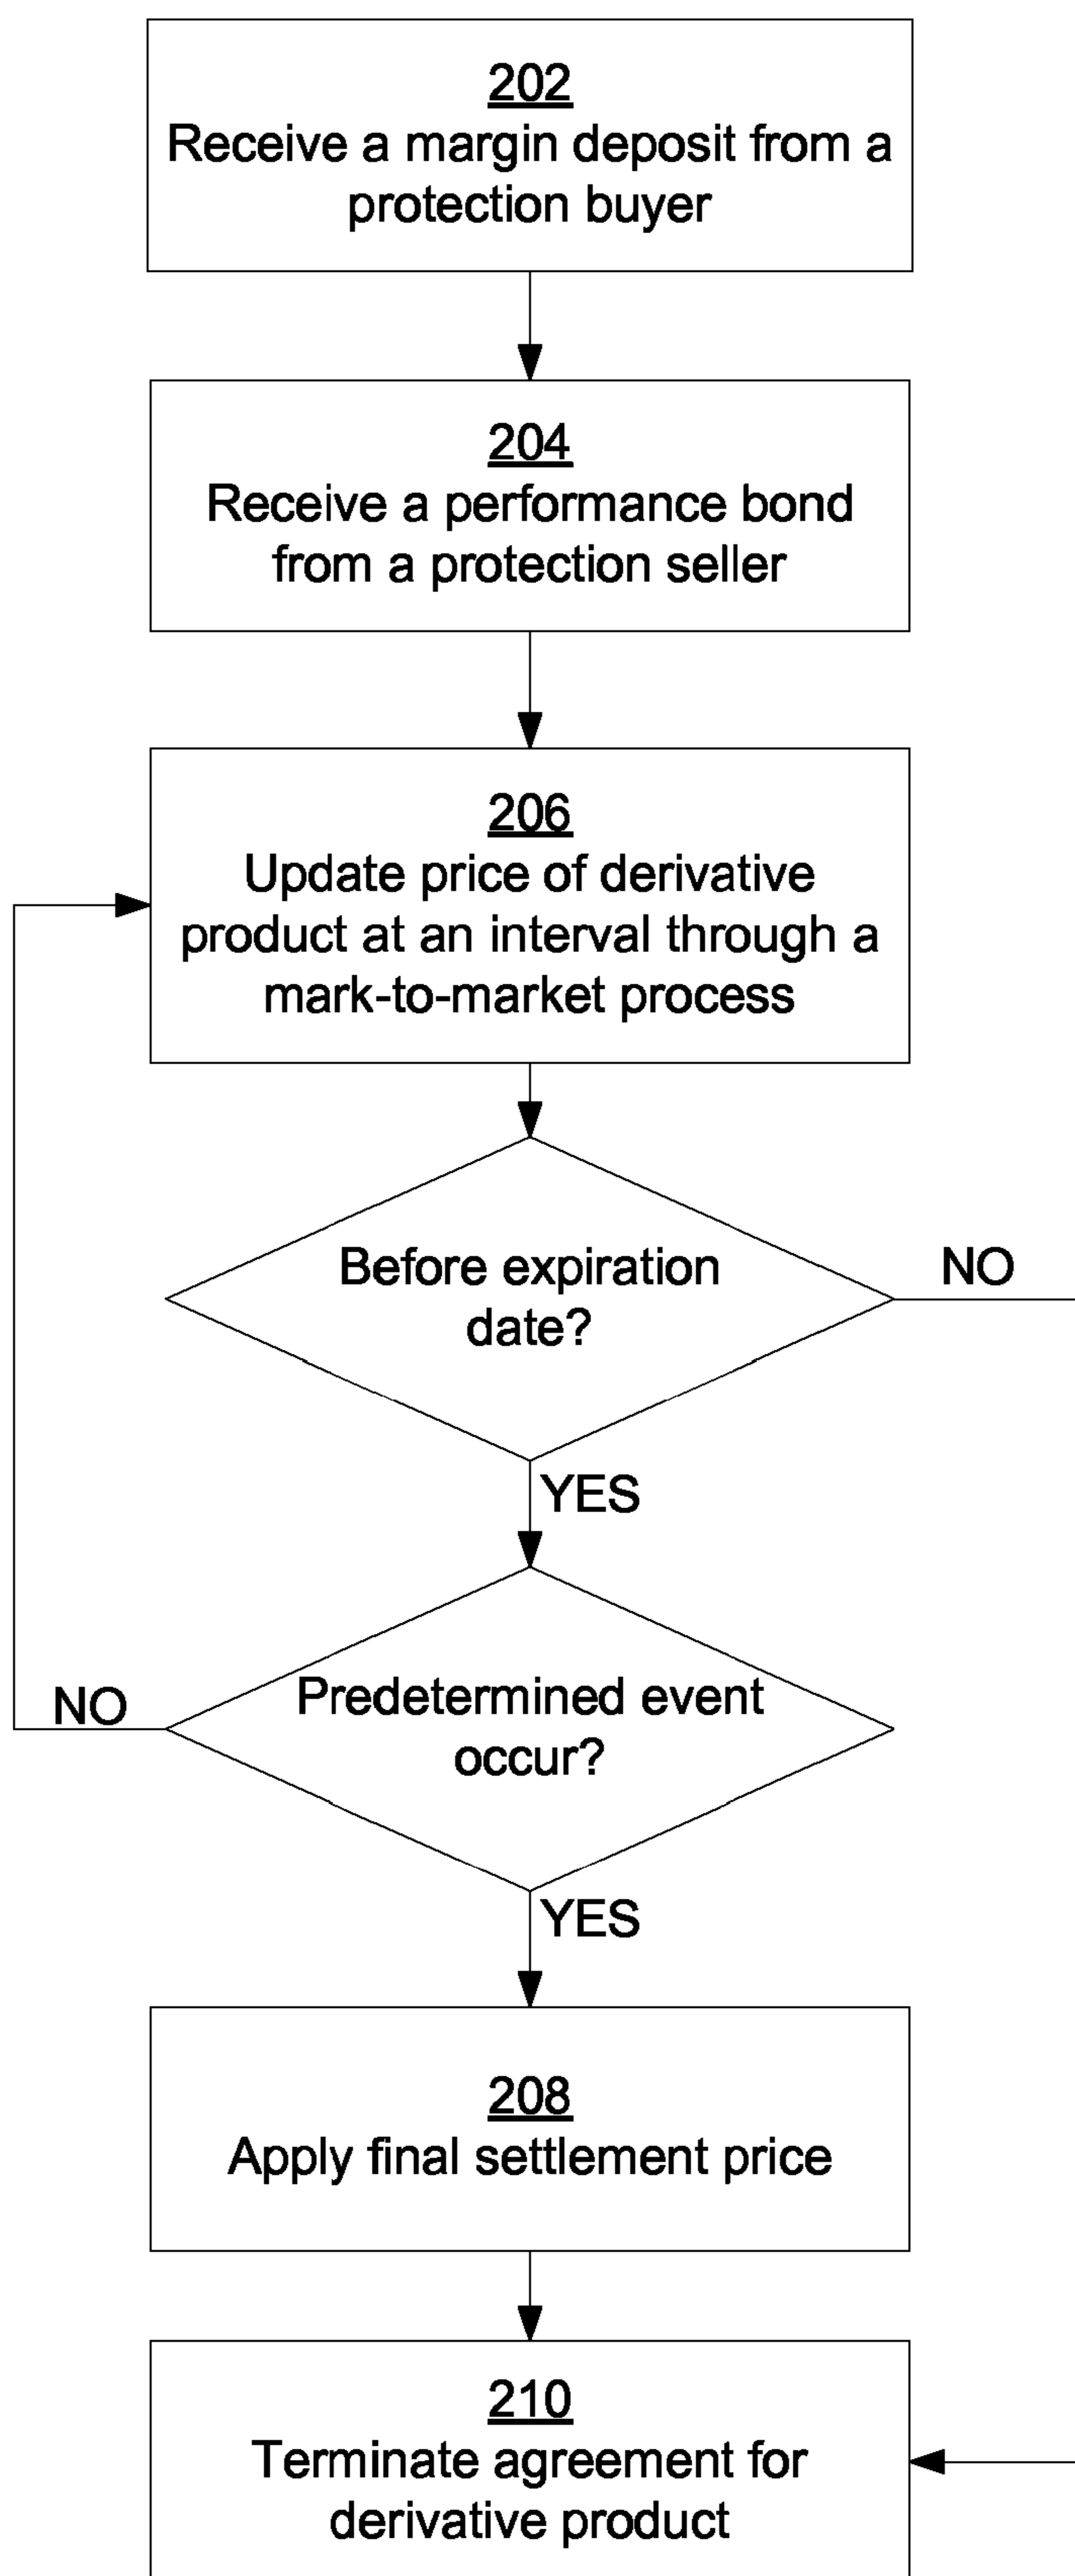 202
Receive a margin deposit from a
protection buyer
204
Receive a performance bond
from a protection seller
206
Update price of derivative
product at an interval through a
mark-to-market process
Before expiration
date?
NO
YES
Predetermined event
occur?
NO
YES
208
Apply final settlement price
210
Terminate agreement for
derivative product